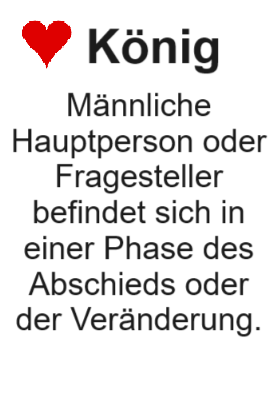 König
Männliche
Hauptperson oder
Fragesteller
befindet sich in
einer Phase des
Abschieds oder
der Veränderung.